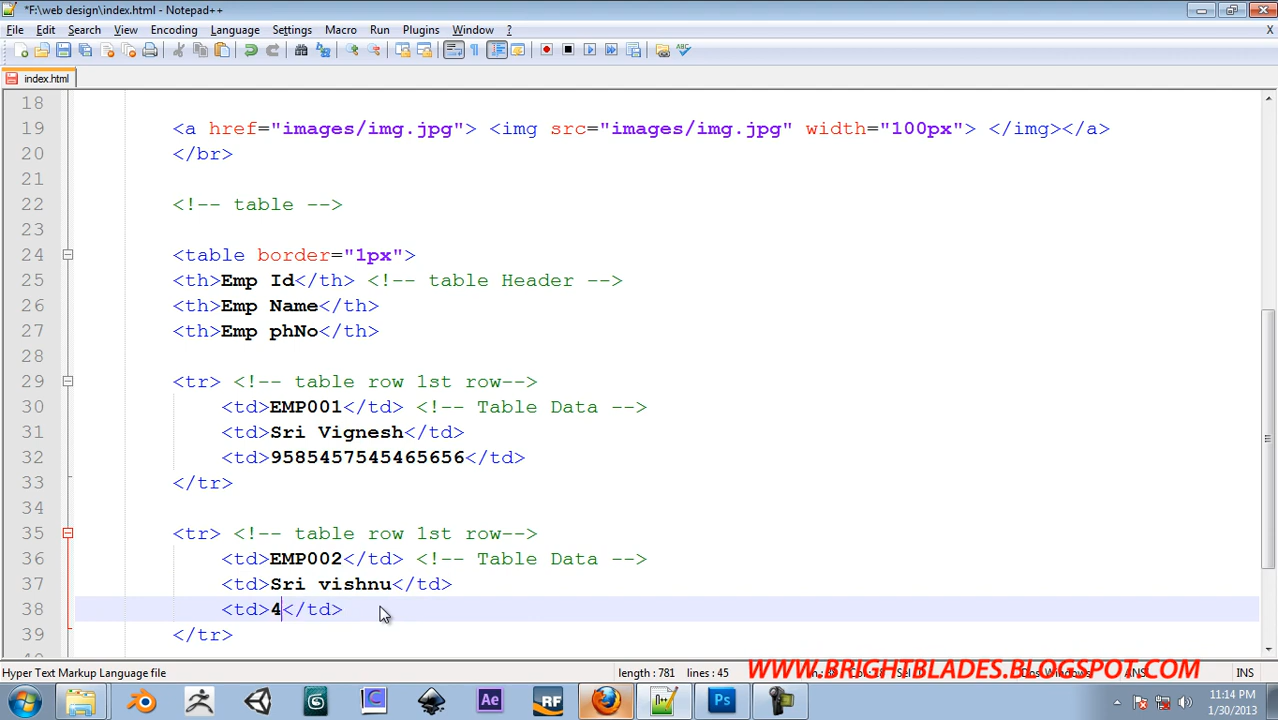 *F:\web design\index.html - Notepad++
File Edit Search View Encoding Language Settings Macro Run Plugins Window ? X
index.html
18
19 <a href="images/img.jpg"> <img src="images/img.jpg" width="100px"> </img></a>
20 </br>
21
22 <!-- table -->
23
24 <table border="1px">
25 <th>Emp Id</th> <!-- table Header -->
26 <th>Emp Name</th>
27 <th>Emp phNo</th>
28
29 <tr> <!-- table row 1st row-->
30 <td>EMP001</td> <!-- Table Data -->
31 <td>Sri Vignesh</td>
32 <td>9585457545465656</td>
33 </tr>
34
35 <tr> <!-- table row 1st row-->
36 <td>EMP002</td> <!-- Table Data -->
37 <td>Sri vishnu</td>
38 <td>4</td>
39 </tr>
Hyper Text Markup Language file length : 781 lines : 45 INS
WWW.BRIGHTBLADES.BLOGSPOT.COM
Ae RF Ps 11:14 PM
1/30/2013